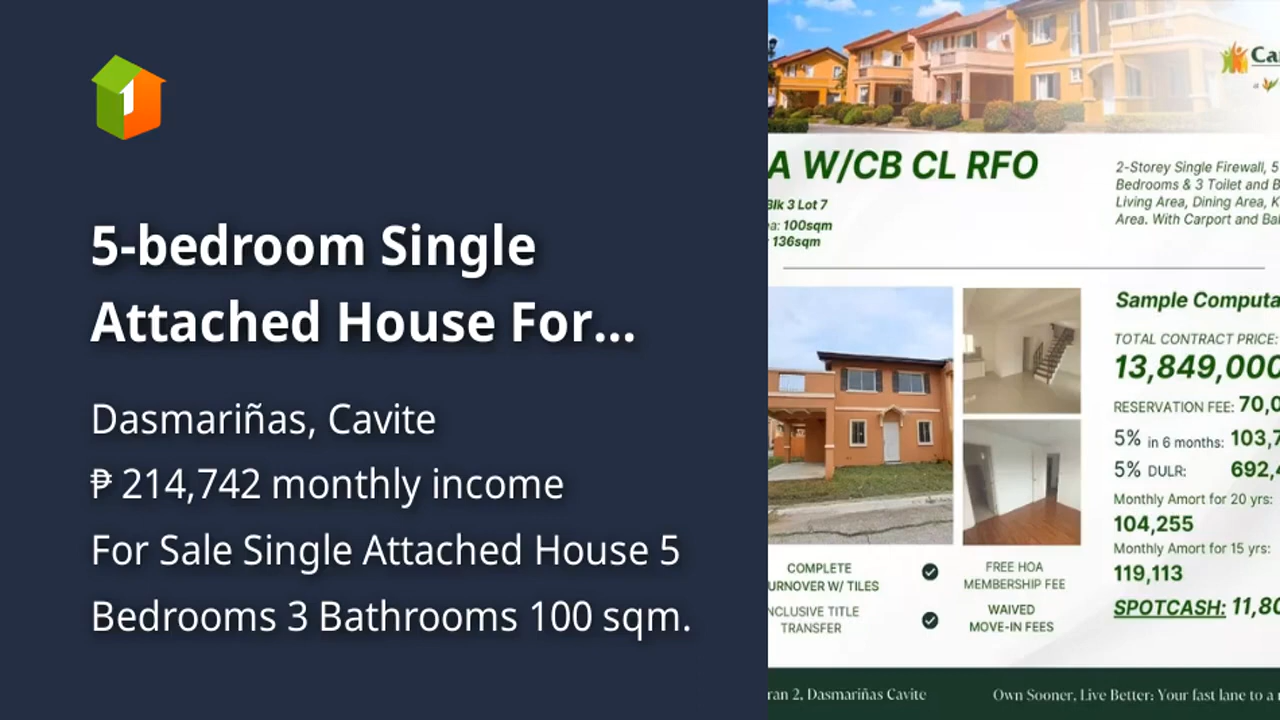 5-bedroom Single
Attached House For...
Dasmariñas, Cavite
₱ 214,742 monthly income
For Sale Single Attached House 5
Bedrooms 3 Bathrooms 100 sqm.
A W/CB CL RFO
Blk 3 Lot 7
100sqm
136sqm
2-Storey Single Firewall, 5
Bedrooms & 3 Toilet and
Living Area, Dining Area,
Area. With Carport and
Sample
TOTAL CONTRACT PRICE:
13,849,000
RESERVATION FEE: 70,0
5% in 6 months: 103,7
5% DULR: 692,4
Monthly Amort for 20 yrs:
104,255
Monthly Amort for 15 yrs:
119,113
SPOTCASH: 11,80
COMPLETE
W/ TILES
FREE HOA
MEMBERSHIP FEE
TITLE
TRANSFER
WAIVED
MOVE-IN FEES
2, Dasmariñas Cavite
Own Sooner, Live Better: Your fast lane to a